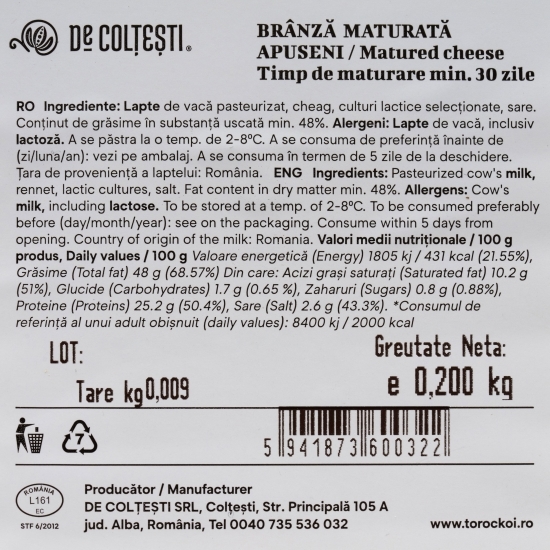 De COLȚEȘTI®
BRÂNZĂ MATURATĂ
APUSENI / Matured cheese
Timp de maturare min. 30 zile
RO Ingrediente: Lapte de vacă pasteurizat, cheag, culturi lactice selecționate, sare.
Conținut de grăsime în substanță uscată min. 48%. Alergeni: Lapte de vacă, inclusiv
lactoză. A se păstra la o temp. de 2-8ºC. A se consuma de preferință înainte de
(zi/luna/an): vezi pe ambalaj. A se consuma în termen de 5 zile de la deschidere.
Țara de proveniență a laptelui: România. ENG Ingredients: Pasteurized cow's milk,
rennet, lactic cultures, salt. Fat content in dry matter min. 48%. Allergens: Cow's
milk, including lactose. To be stored at a temp. of 2-8ºC. To be consumed preferably
before (day/month/year): see on the packaging. Consume within 5 days from
opening. Country of origin of the milk: Romania. Valori medii nutriționale / 100 g
produs, Daily values / 100 g Valoare energetică (Energy) 1805 kj / 431 kcal (21.55%),
Grăsime (Total fat) 48 g (68.57%) Din care: Acizi grași saturați (Saturated fat) 10.2 g
(51%), Glucide (Carbohydrates) 1.7 g (0.65 %), Zaharuri (Sugars) 0.8 g (0.88%),
Proteine (Proteins) 25.2 g (50.4%), Sare (Salt) 2.6 g (43.3%). *Consumul de
referință al unui adult obișnuit (daily values): 8400 kj / 2000 kcal
LOT:
Greutate Neta:
Tare kg0,009
e 0,200 kg
7
5 941873 600322
ROMÂNIA
L161
EC
STF 6/2012
Producător / Manufacturer
DE COLȚEȘTI SRL, Colțești, Str. Principală 105 A
jud. Alba, România, Tel 0040 735 536 032
www.torockoi.ro